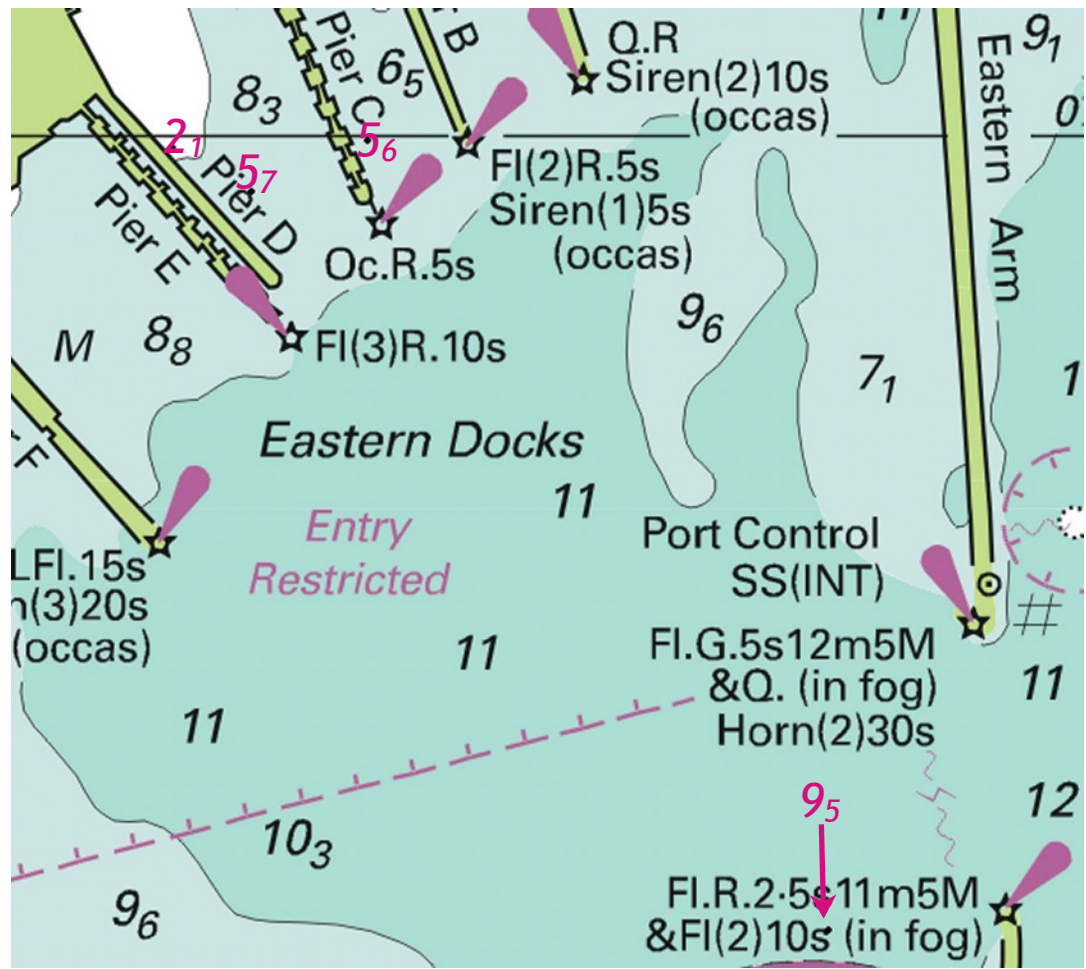 Pier C
B
Q.R
Siren(2)10s
(occas)
Eastern Arm
9₁
6₅
8₃
5₆
2₁
5₇
Pier D
Pier E
Fl(2)R.5s
Siren(1)5s
(occas)
Oc.R.5s
9₆
M
8₈
Fl(3)R.10s
7₁
1
Eastern Docks
F
11
Entry
Restricted
Port Control
SS(INT)
LFl.15s
(3)20s
(occas)
Fl.G.5s12m5M
&Q. (in fog)
Horn(2)30s
11
11
11
9₅
12
10₃
9₆
Fl.R.2·5s11m5M
&Fl(2)10s (in fog)